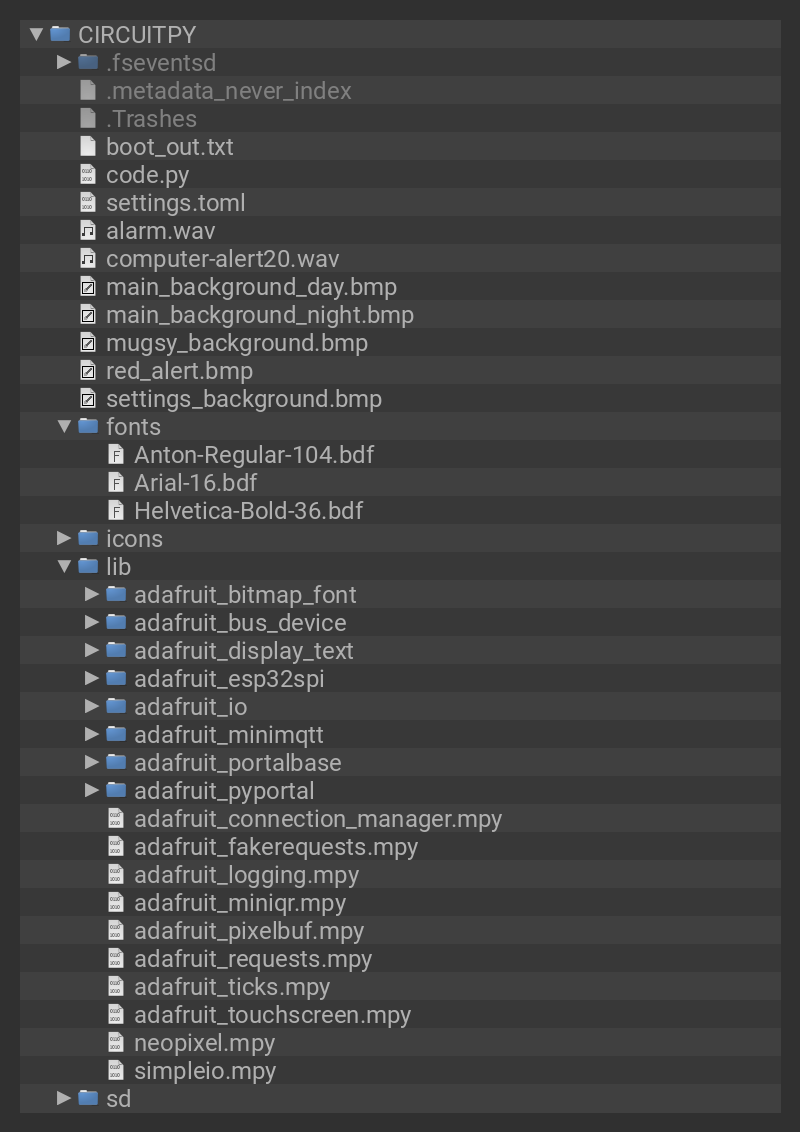 CIRCUITPY
.fseventsd
.metadata_never_index
.Trashes
boot_out.txt
code.py
settings.toml
alarm.wav
computer-alert20.wav
main_background_day.bmp
main_background_night.bmp
mugsy_background.bmp
red_alert.bmp
settings_background.bmp
fonts
Anton-Regular-104.bdf
Arial-16.bdf
Helvetica-Bold-36.bdf
icons
lib
adafruit_bitmap_font
adafruit_bus_device
adafruit_display_text
adafruit_esp32spi
adafruit_io
adafruit_minimqtt
adafruit_portalbase
adafruit_pyportal
adafruit_connection_manager.mpy
adafruit_fakerequests.mpy
adafruit_logging.mpy
adafruit_miniqr.mpy
adafruit_pixelbuf.mpy
adafruit_requests.mpy
adafruit_ticks.mpy
adafruit_touchscreen.mpy
neopixel.mpy
simpleio.mpy
sd